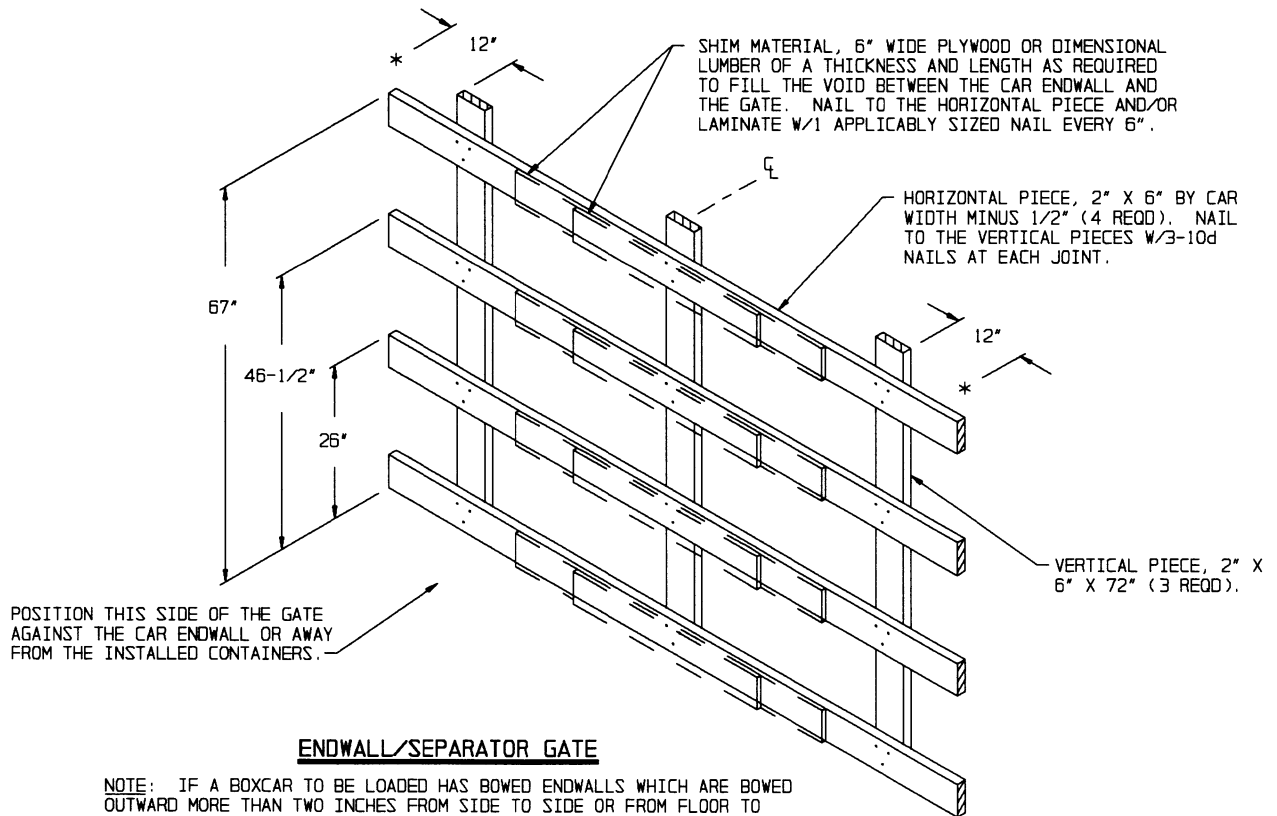 12"
*
SHIM MATERIAL, 6" WIDE PLYWOOD OR DIMENSIONAL
LUMBER OF A THICKNESS AND LENGTH AS REQUIRED
TO FILL THE VOID BETWEEN THE CAR ENDWALL AND
THE GATE. NAIL TO THE HORIZONTAL PIECE AND/OR
LAMINATE W/1 APPLICABLY SIZED NAIL EVERY 6".
℄
HORIZONTAL PIECE, 2" X 6" BY CAR
WIDTH MINUS 1/2" (4 REQD). NAIL
TO THE VERTICAL PIECES W/3-10d
NAILS AT EACH JOINT.
67"
46-1/2"
26"
12"
*
VERTICAL PIECE, 2" X
6" X 72" (3 REQD).
POSITION THIS SIDE OF THE GATE
AGAINST THE CAR ENDWALL OR AWAY
FROM THE INSTALLED CONTAINERS.
ENDWALL/SEPARATOR GATE
NOTE: IF A BOXCAR TO BE LOADED HAS BOWED ENDWALLS WHICH ARE BOWED
OUTWARD MORE THAN TWO INCHES FROM SIDE TO SIDE OR FROM FLOOR TO